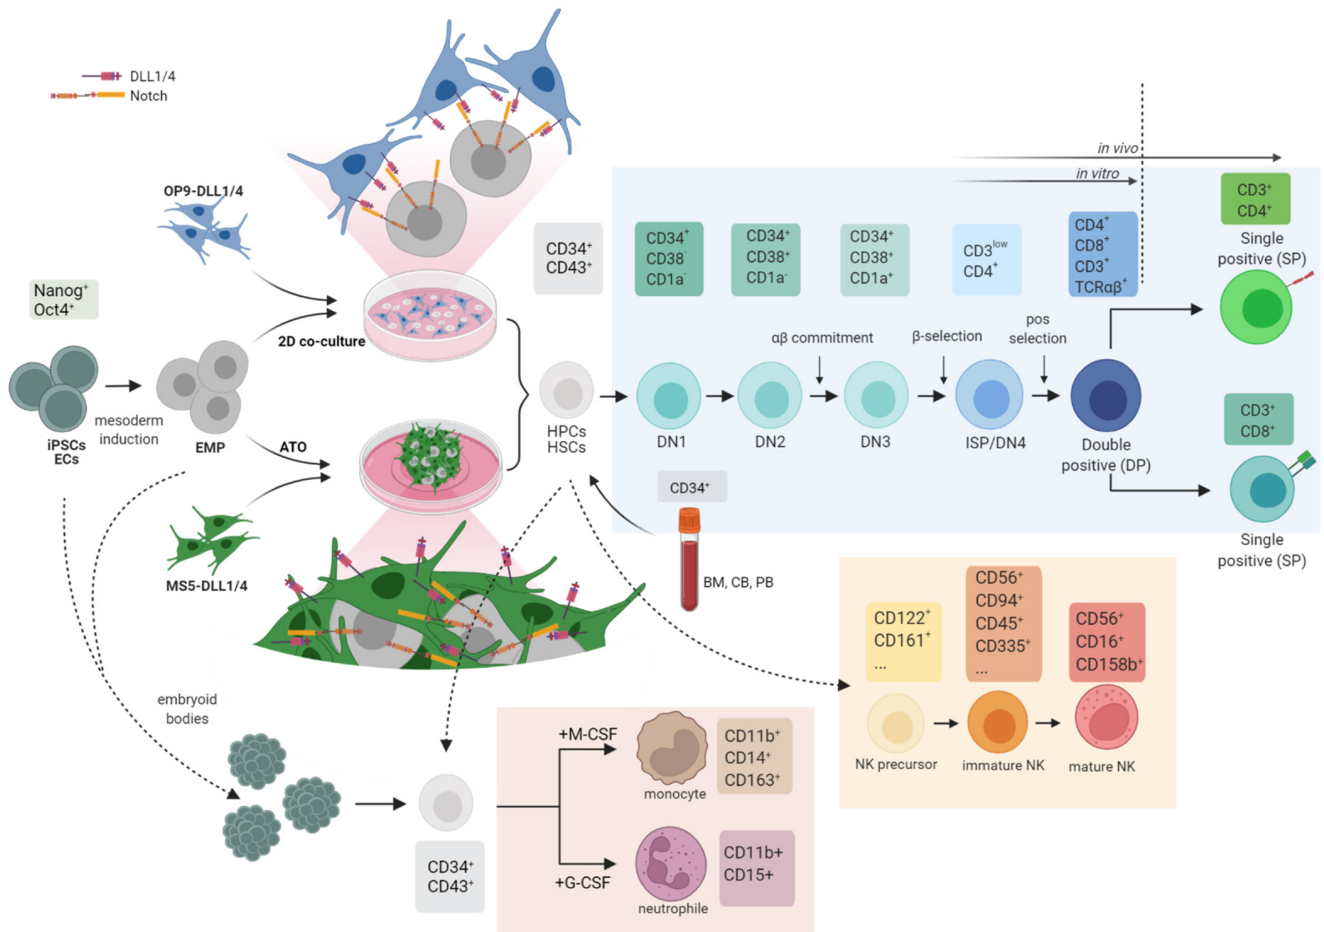 DLL1/4
Notch
OP9-DLL1/4
Nanog⁺
Oct4⁺
iPSCs
ECs
mesoderm
induction
EMP
2D co-culture
ATO
MS5-DLL1/4
CD34⁺
CD43⁺
HPCs
HSCs
in vivo
in vitro
CD34⁺
CD38⁻
CD1a⁻
CD34⁺
CD38⁺
CD1a⁻
CD34⁺
CD38⁺
CD1a⁺
CD3ˡᵒʷ
CD4⁺
CD4⁺
CD8⁺
CD3⁺
TCRαβ⁺
CD3⁺
CD4⁺
Single
positive (SP)
αβ commitment
β-selection
pos
selection
DN1
DN2
DN3
ISP/DN4
Double
positive (DP)
CD3⁺
CD8⁺
Single
positive (SP)
CD34⁺
BM, CB, PB
CD122⁺
CD161⁺
...
CD56⁺
CD94⁺
CD45⁺
CD335⁺
...
CD56⁺
CD16⁺
CD158b⁺
NK precursor
immature NK
mature NK
embryoid
bodies
CD34⁺
CD43⁺
+M-CSF
monocyte
CD11b⁺
CD14⁺
CD163⁺
+G-CSF
neutrophile
CD11b+
CD15+